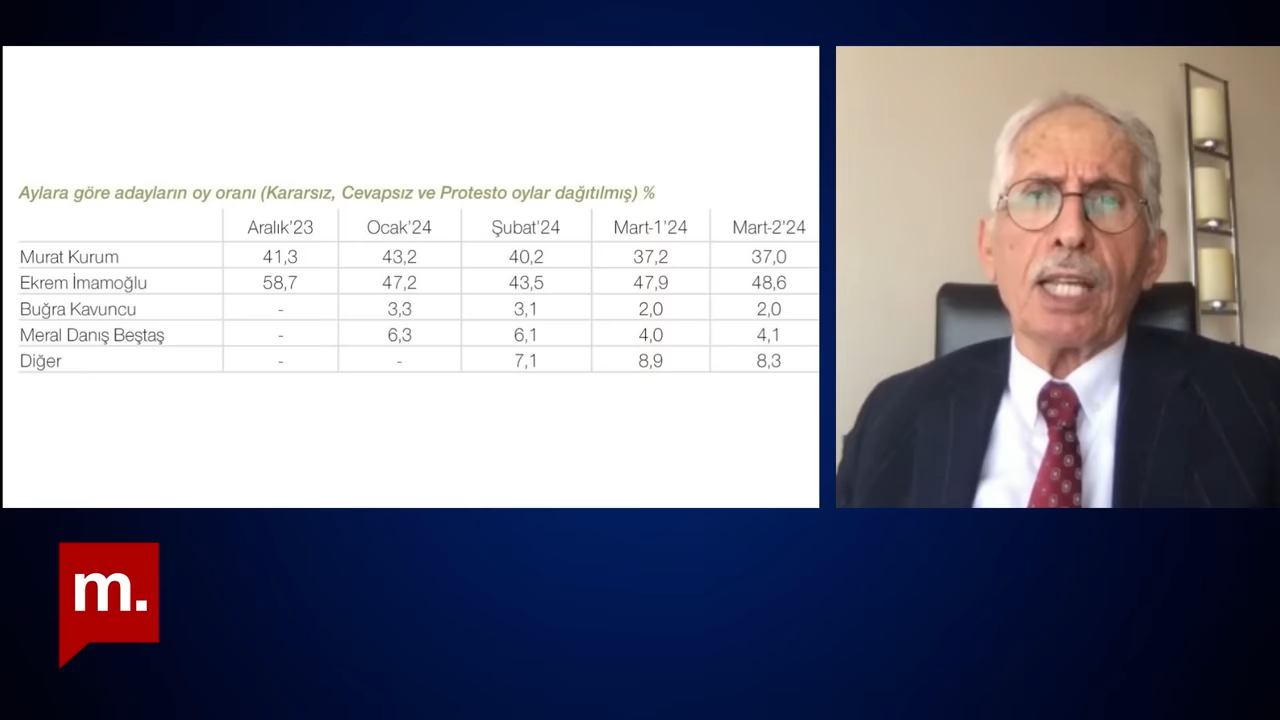 Aylara göre adayların oy oranı (Kararsız, Cevapsız ve Protesto oylar dağıtılmış) %
Aralık'23 Ocak'24 Şubat'24 Mart-1'24 Mart-2'24
Murat Kurum 41,3 43,2 40,2 37,2 37,0
Ekrem İmamoğlu 58,7 47,2 43,5 47,9 48,6
Buğra Kavuncu - 3,3 3,1 2,0 2,0
Meral Danış Beştaş - 6,3 6,1 4,0 4,1
Diğer - - 7,1 8,9 8,3
m.